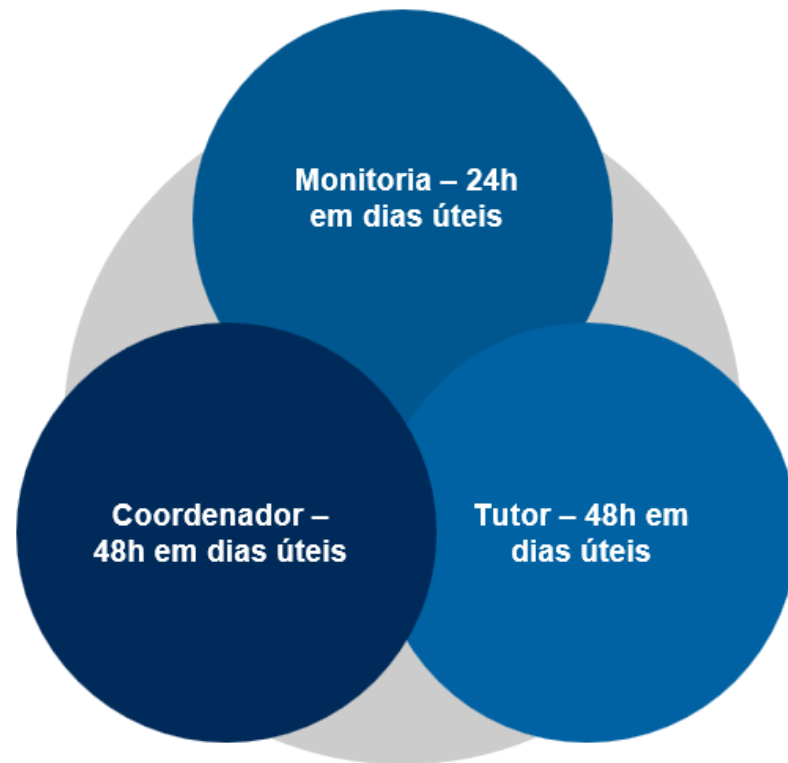 Monitoria – 24h
em dias úteis
Coordenador –
48h em dias úteis
Tutor – 48h em
dias úteis